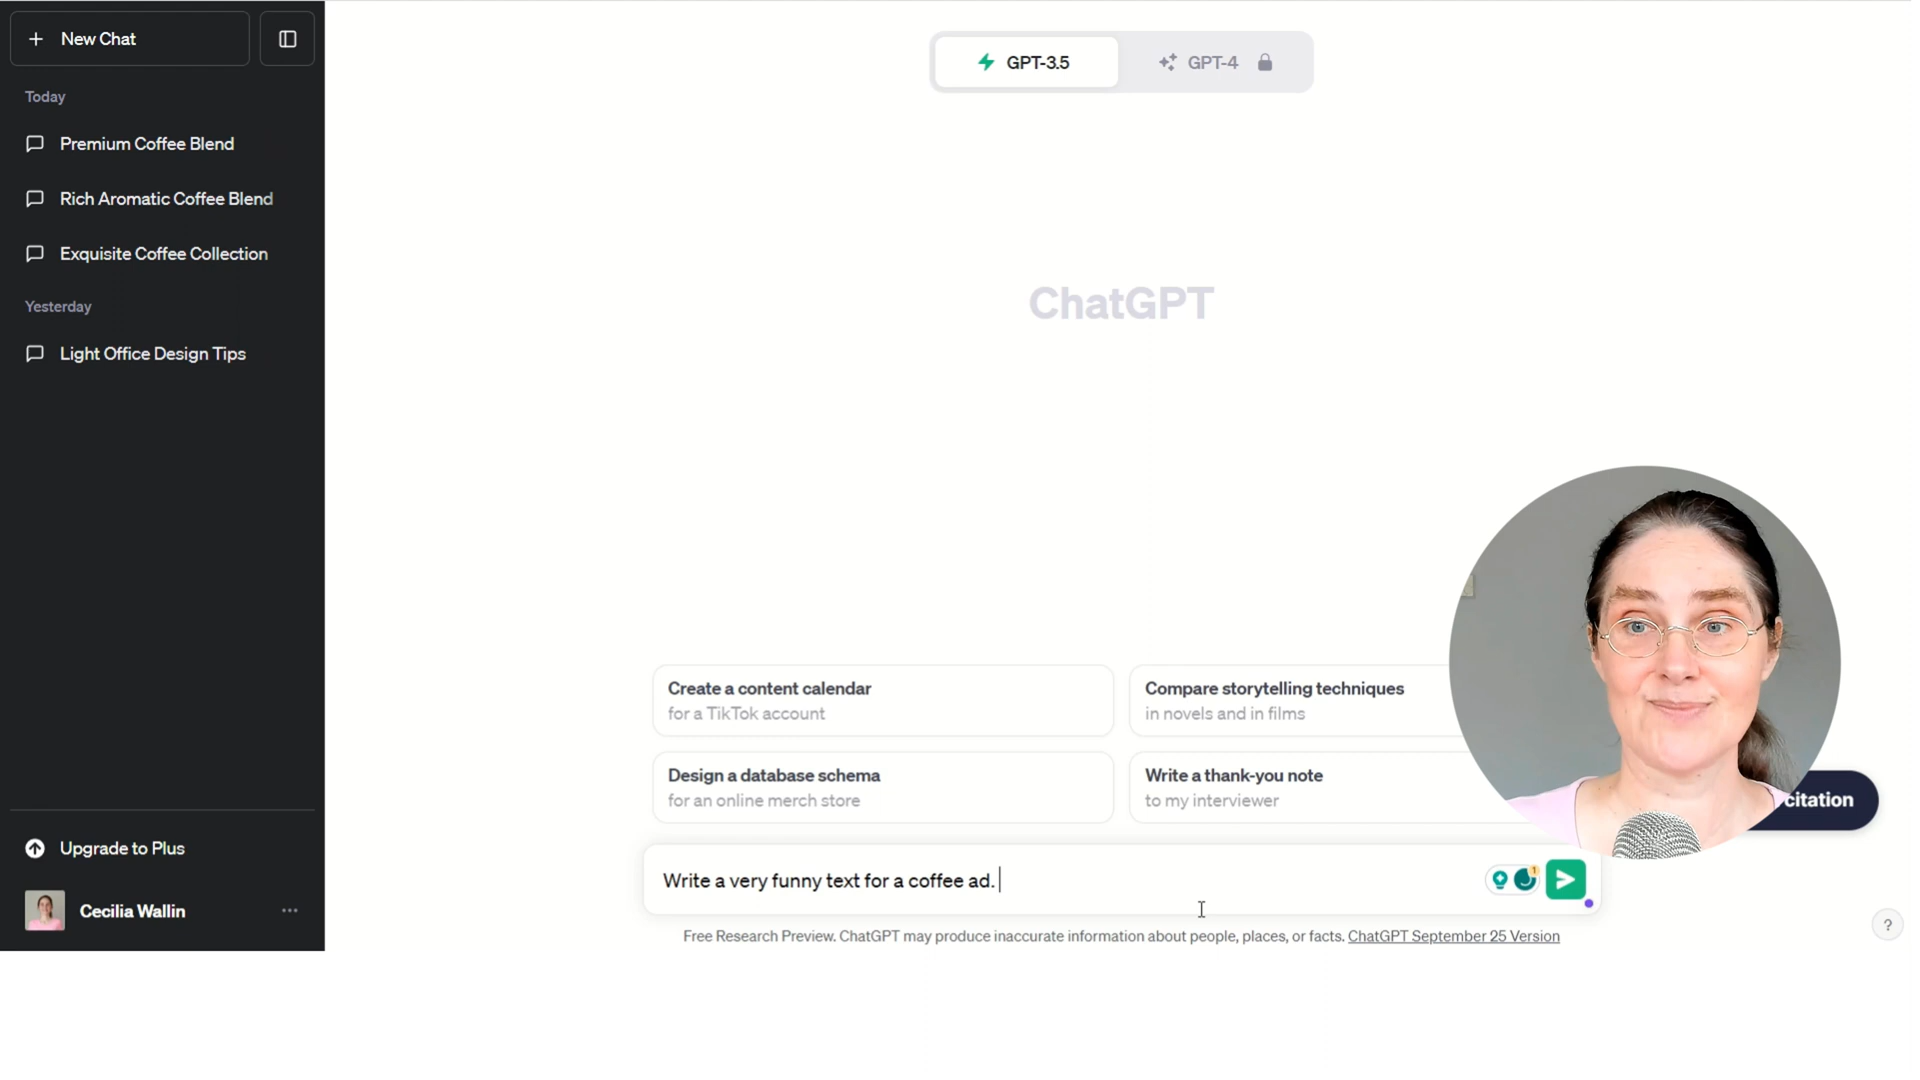 New Chat
GPT-3.5
GPT-4
Today
Premium Coffee Blend
Rich Aromatic Coffee Blend
Exquisite Coffee Collection
Yesterday
Light Office Design Tips
ChatGPT
Create a content calendar
for a TikTok account
Compare storytelling techniques
in novels and in films
Design a database schema
for an online merch store
Write a thank-you note
to my interviewer
citation
Upgrade to Plus
Write a very funny text for a coffee ad.
1
Cecilia Wallin
...
Free Research Preview. ChatGPT may produce inaccurate information about people, places, or facts. ChatGPT September 25 Version
?